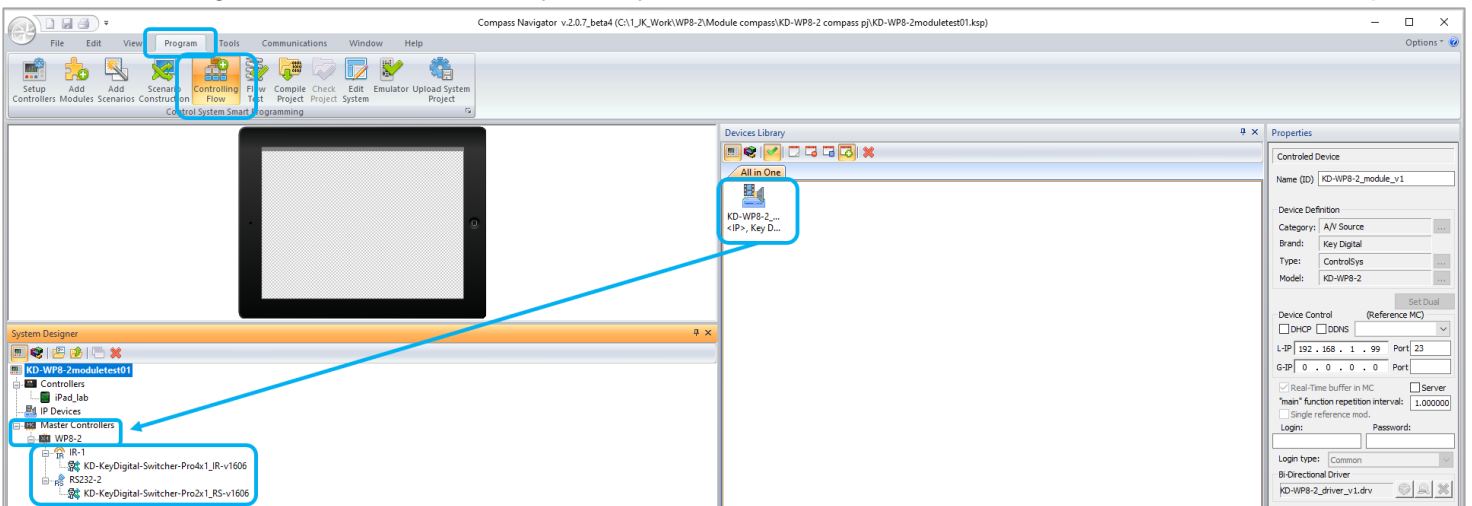 Compass Navigator v.2.0.7_beta4 (C:\1_JK_Work\WP8-2\Module compass\KD-WP8-2 compass pj\KD-WP8-2moduletest01.ksp)
File Edit View Program Tools Communications Window Help
Options
Setup Controllers
Add Modules
Add Scenarios
Scenario Construction
Controlling Flow
Flow Test
Compile Project
Check Project
Edit System
Emulator
Upload System Project
Control System Smart Programming
Devices Library
All in One
KD-WP8-2_...
<IP>, Key D...
System Designer
KD-WP8-2moduletest01
Controllers
iPad_lab
IP Devices
Master Controllers
WP8-2
IR-1
KD-KeyDigital-Switcher-Pro4x1_IR-v1606
RS232-2
KD-KeyDigital-Switcher-Pro2x1_RS-v1606
Properties
Controled Device
Name (ID) KD-WP8-2_module_v1
Device Definition
Category: A/V Source ...
Brand: Key Digital
Type: ControlSys ...
Model: KD-WP8-2 ...
Set Dual
Device Control (Reference MC)
DHCP DDNS
L-IP 192 . 168 . 1 . 99 Port 23
G-IP 0 . 0 . 0 . 0 Port
Real-Time buffer in MC Server
"main" function repetition interval: 1.000000
Single reference mod.
Login: Password:
Login type: Common
Bi-Directional Driver
KD-WP8-2_driver_v1.drv